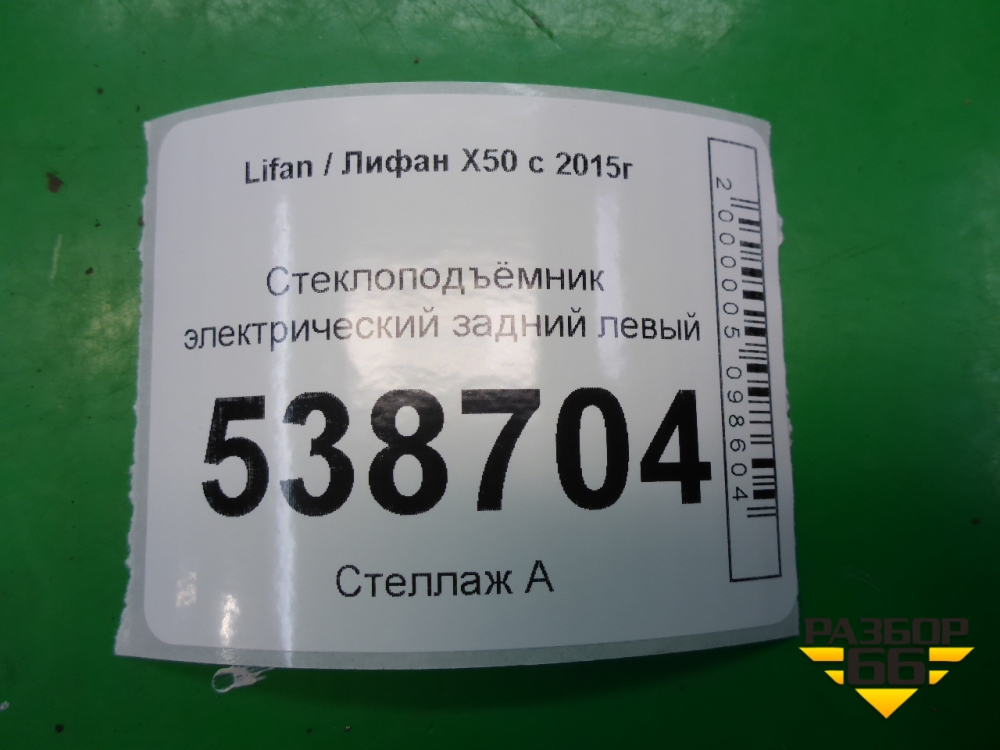 Lifan / Лифан X50 с 2015г
Стеклоподъёмник
электрический задний левый
538704
Стеллаж А
2000005098604
РАЗБОР
66